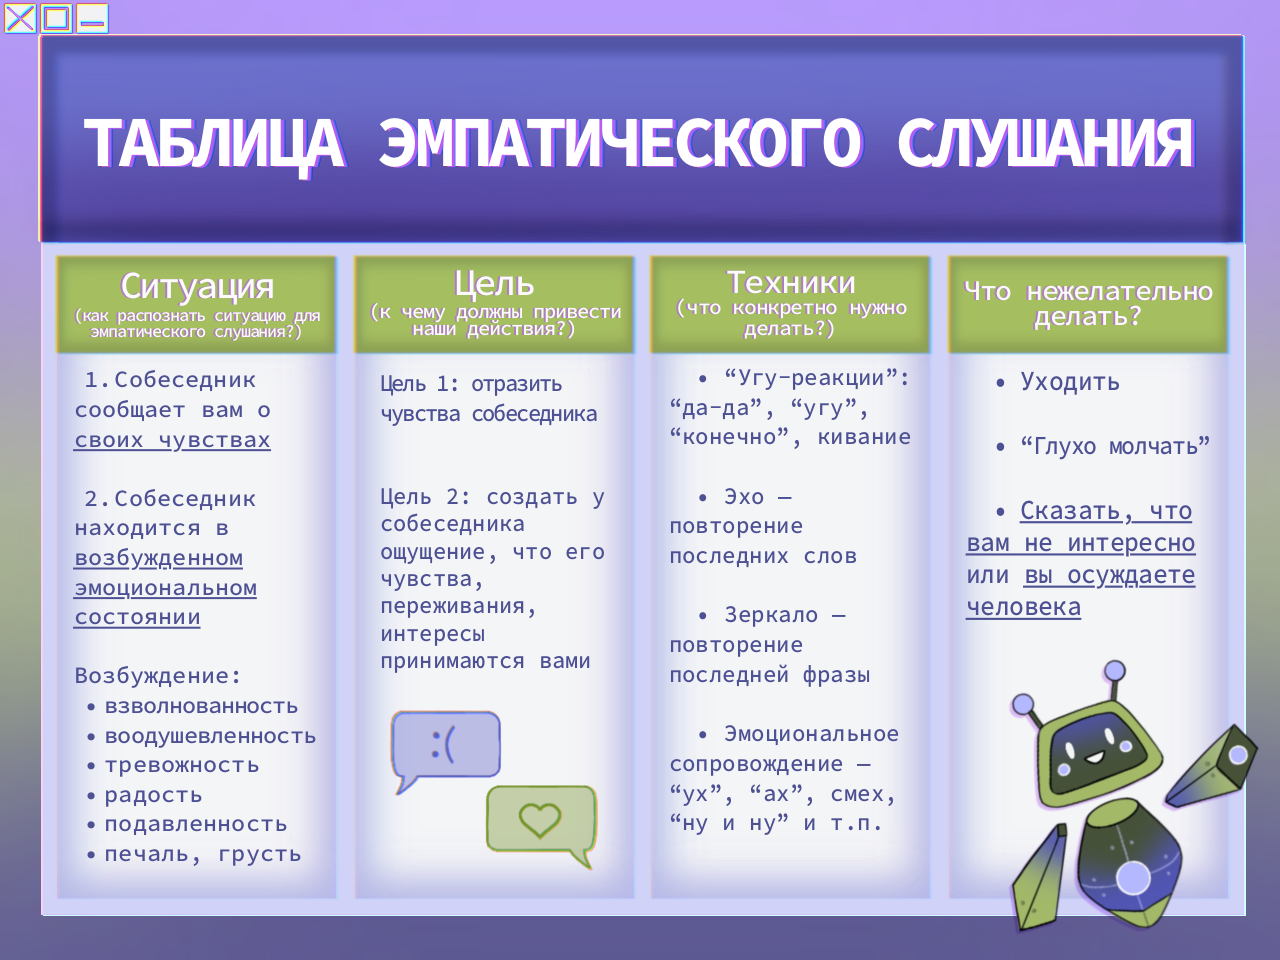 ТАБЛИЦА ЭМПАТИЧЕСКОГО СЛУШАНИЯ
Ситуация
(как распознать ситуацию для
эмпатического слушания?)
1.Собеседник
сообщает вам о
своих чувствах
2.Собеседник
находится в
возбужденном
эмоциональном
состоянии
Возбуждение:
• взволнованность
• воодушевленность
• тревожность
• радость
• подавленность
• печаль, грусть
Цель
(к чему должны привести
наши действия?)
Цель 1: отразить
чувства собеседника
Цель 2: создать у
собеседника
ощущение, что его
чувства,
переживания,
интересы
принимаются вами
:(
Техники
(что конкретно нужно
делать?)
• “Угу-реакции”:
“да-да”, “угу”,
“конечно”, кивание
• Эхо —
повторение
последних слов
• Зеркало —
повторение
последней фразы
• Эмоциональное
сопровождение —
“ух”, “ах”, смех,
“ну и ну” и т.п.
Что нежелательно
делать?
• Уходить
• “Глухо молчать”
• Сказать, что
вам не интересно
или вы осуждаете
человека